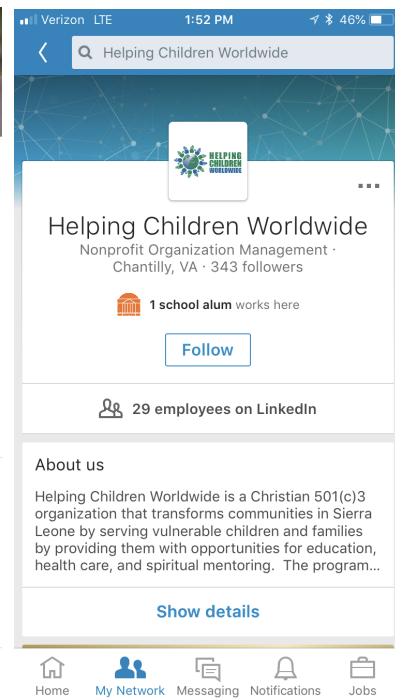 Verizon LTE 1:52 PM 46%
Helping Children Worldwide
HELPING
CHILDREN
WORLDWIDE
Helping Children Worldwide
Nonprofit Organization Management ·
Chantilly, VA · 343 followers
1 school alum works here
Follow
29 employees on LinkedIn
About us
Helping Children Worldwide is a Christian 501(c)3
organization that transforms communities in Sierra
Leone by serving vulnerable children and families
by providing them with opportunities for education,
health care, and spiritual mentoring. The program...
Show details
Home My Network Messaging Notifications Jobs